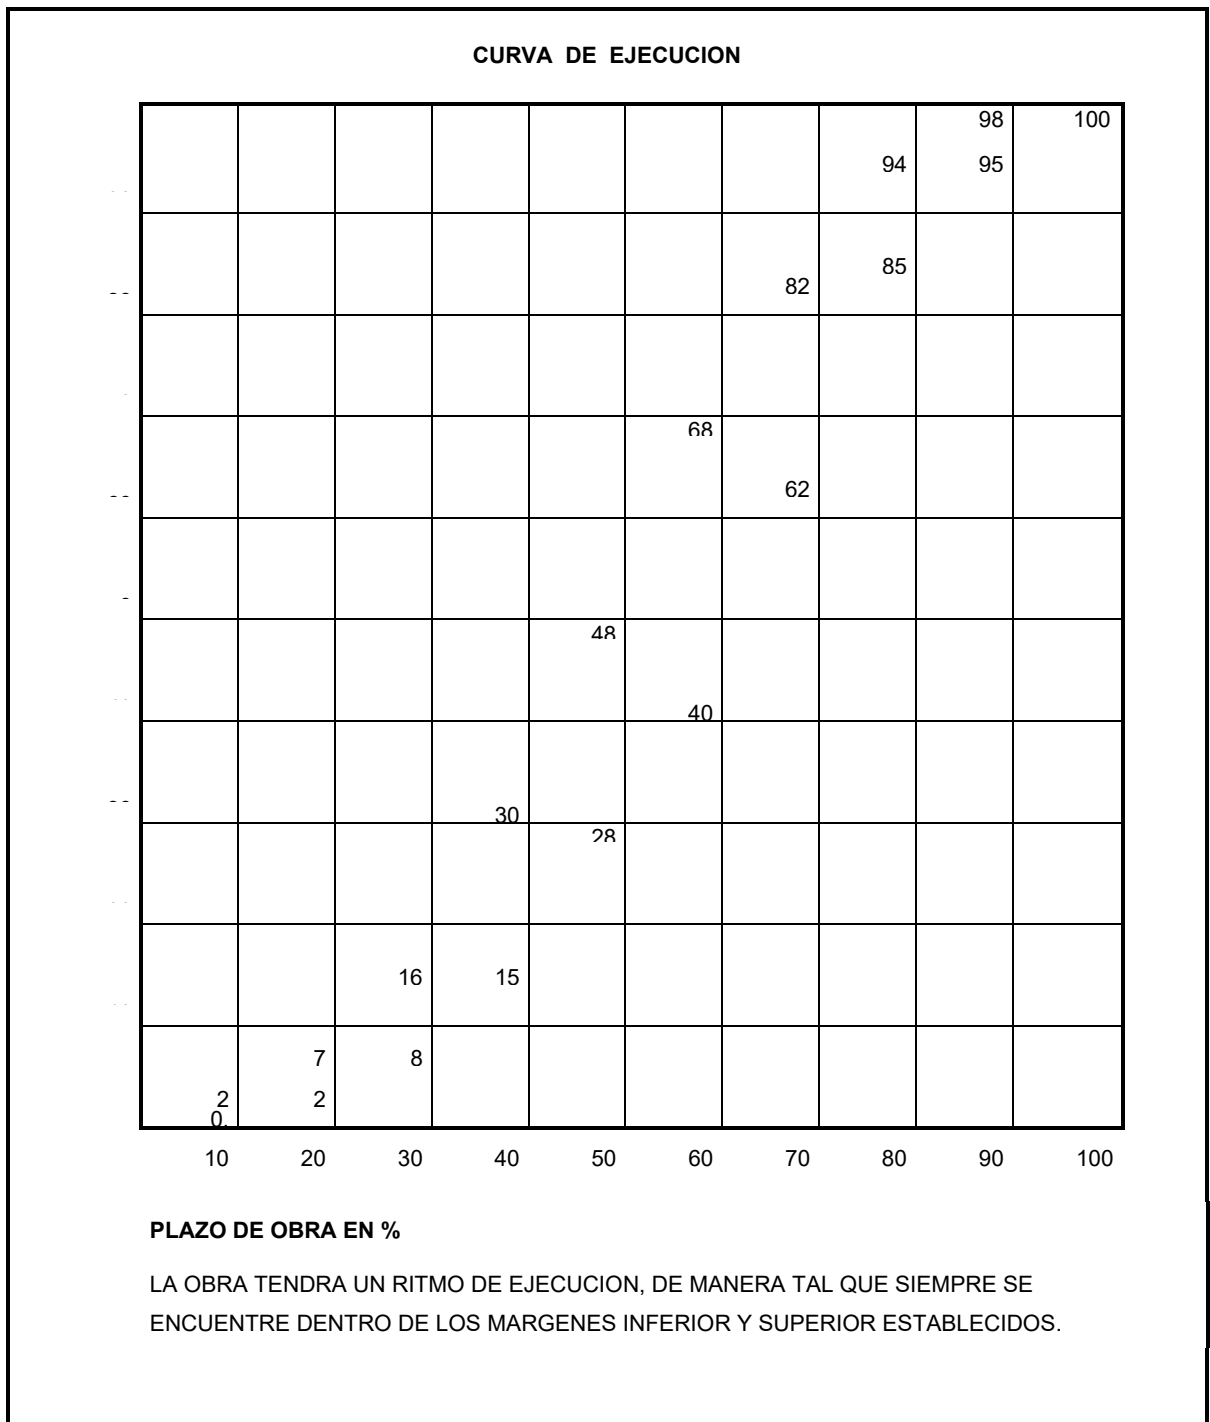 CURVA DE EJECUCION
98 100
94 95
85
82
68
62
48
40
30
28
16 15
7 8
2 2
0.
10 20 30 40 50 60 70 80 90 100
PLAZO DE OBRA EN %
LA OBRA TENDRA UN RITMO DE EJECUCION, DE MANERA TAL QUE SIEMPRE SE
ENCUENTRE DENTRO DE LOS MARGENES INFERIOR Y SUPERIOR ESTABLECIDOS.